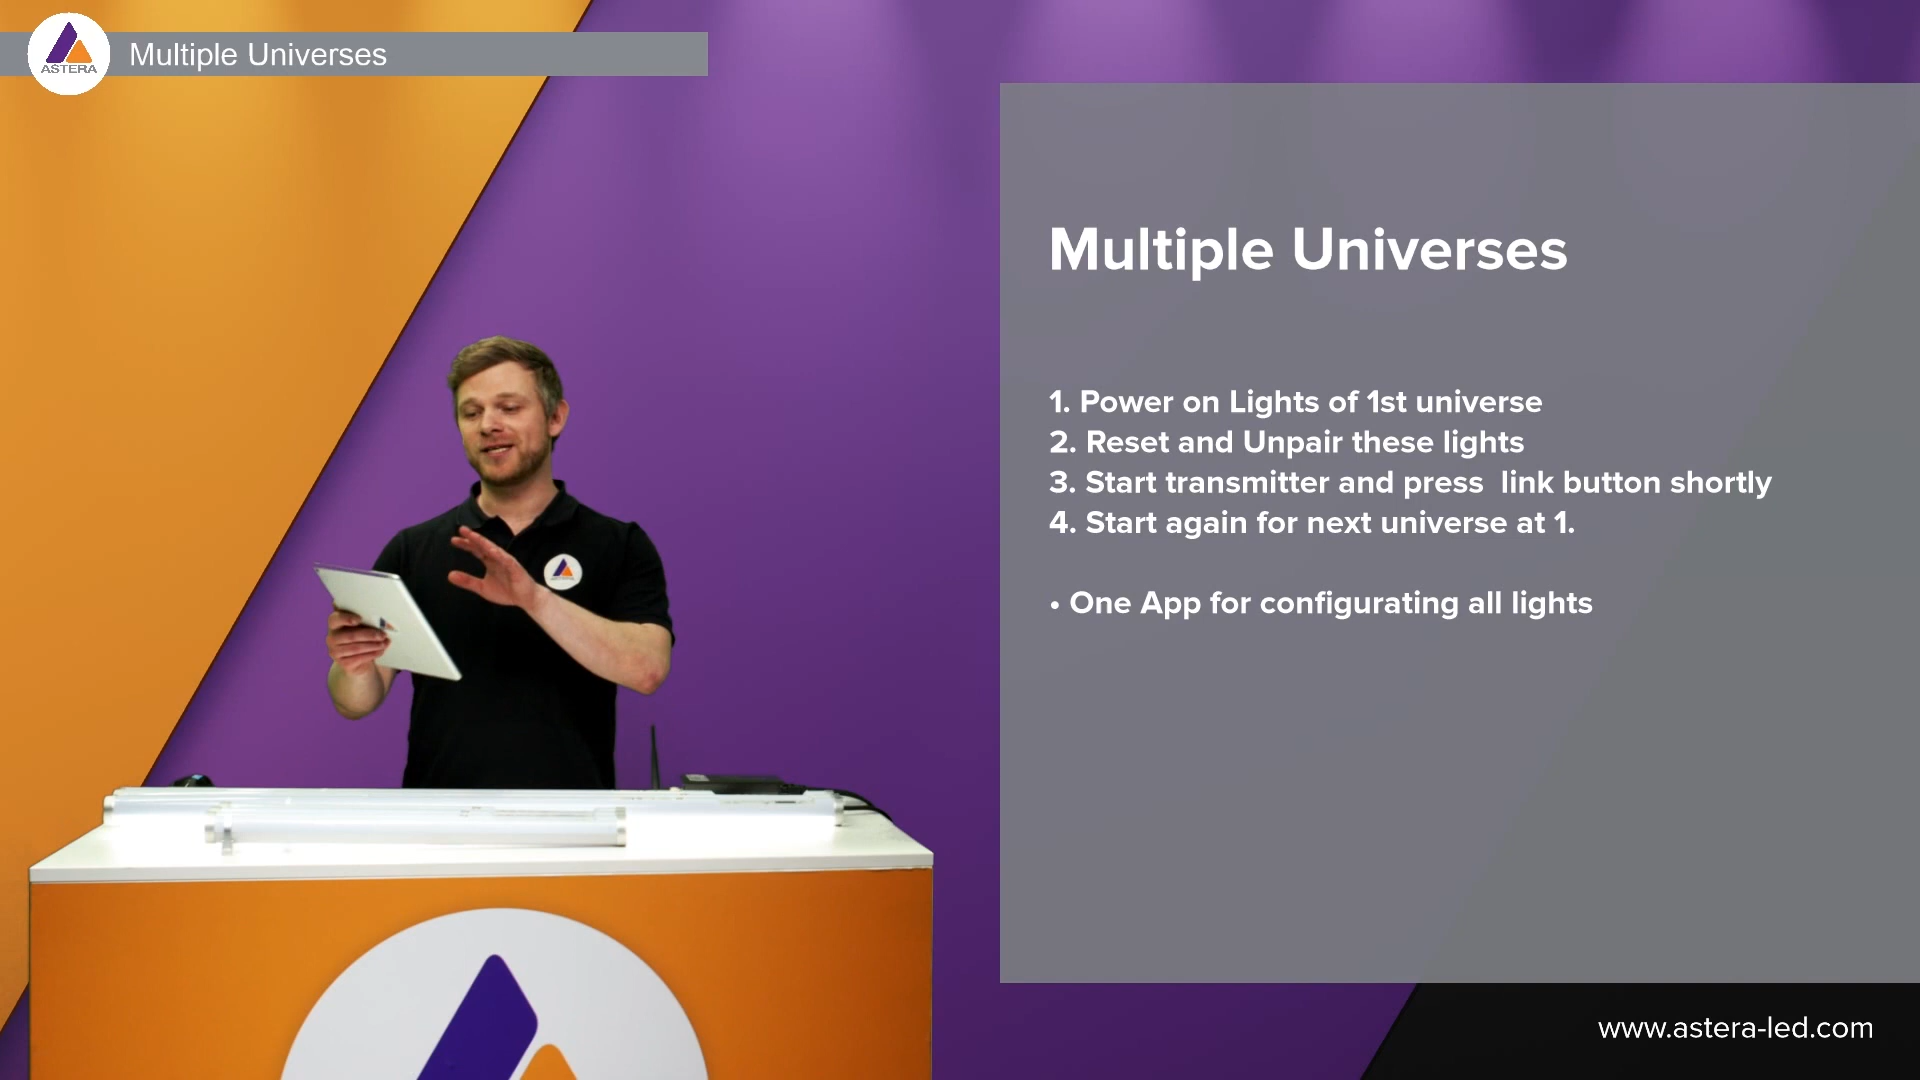 ASTERA
Multiple Universes
Multiple Universes
1. Power on Lights of 1st universe
2. Reset and Unpair these lights
3. Start transmitter and press  link button shortly
4. Start again for next universe at 1.
• One App for configurating all lights
www.astera-led.com